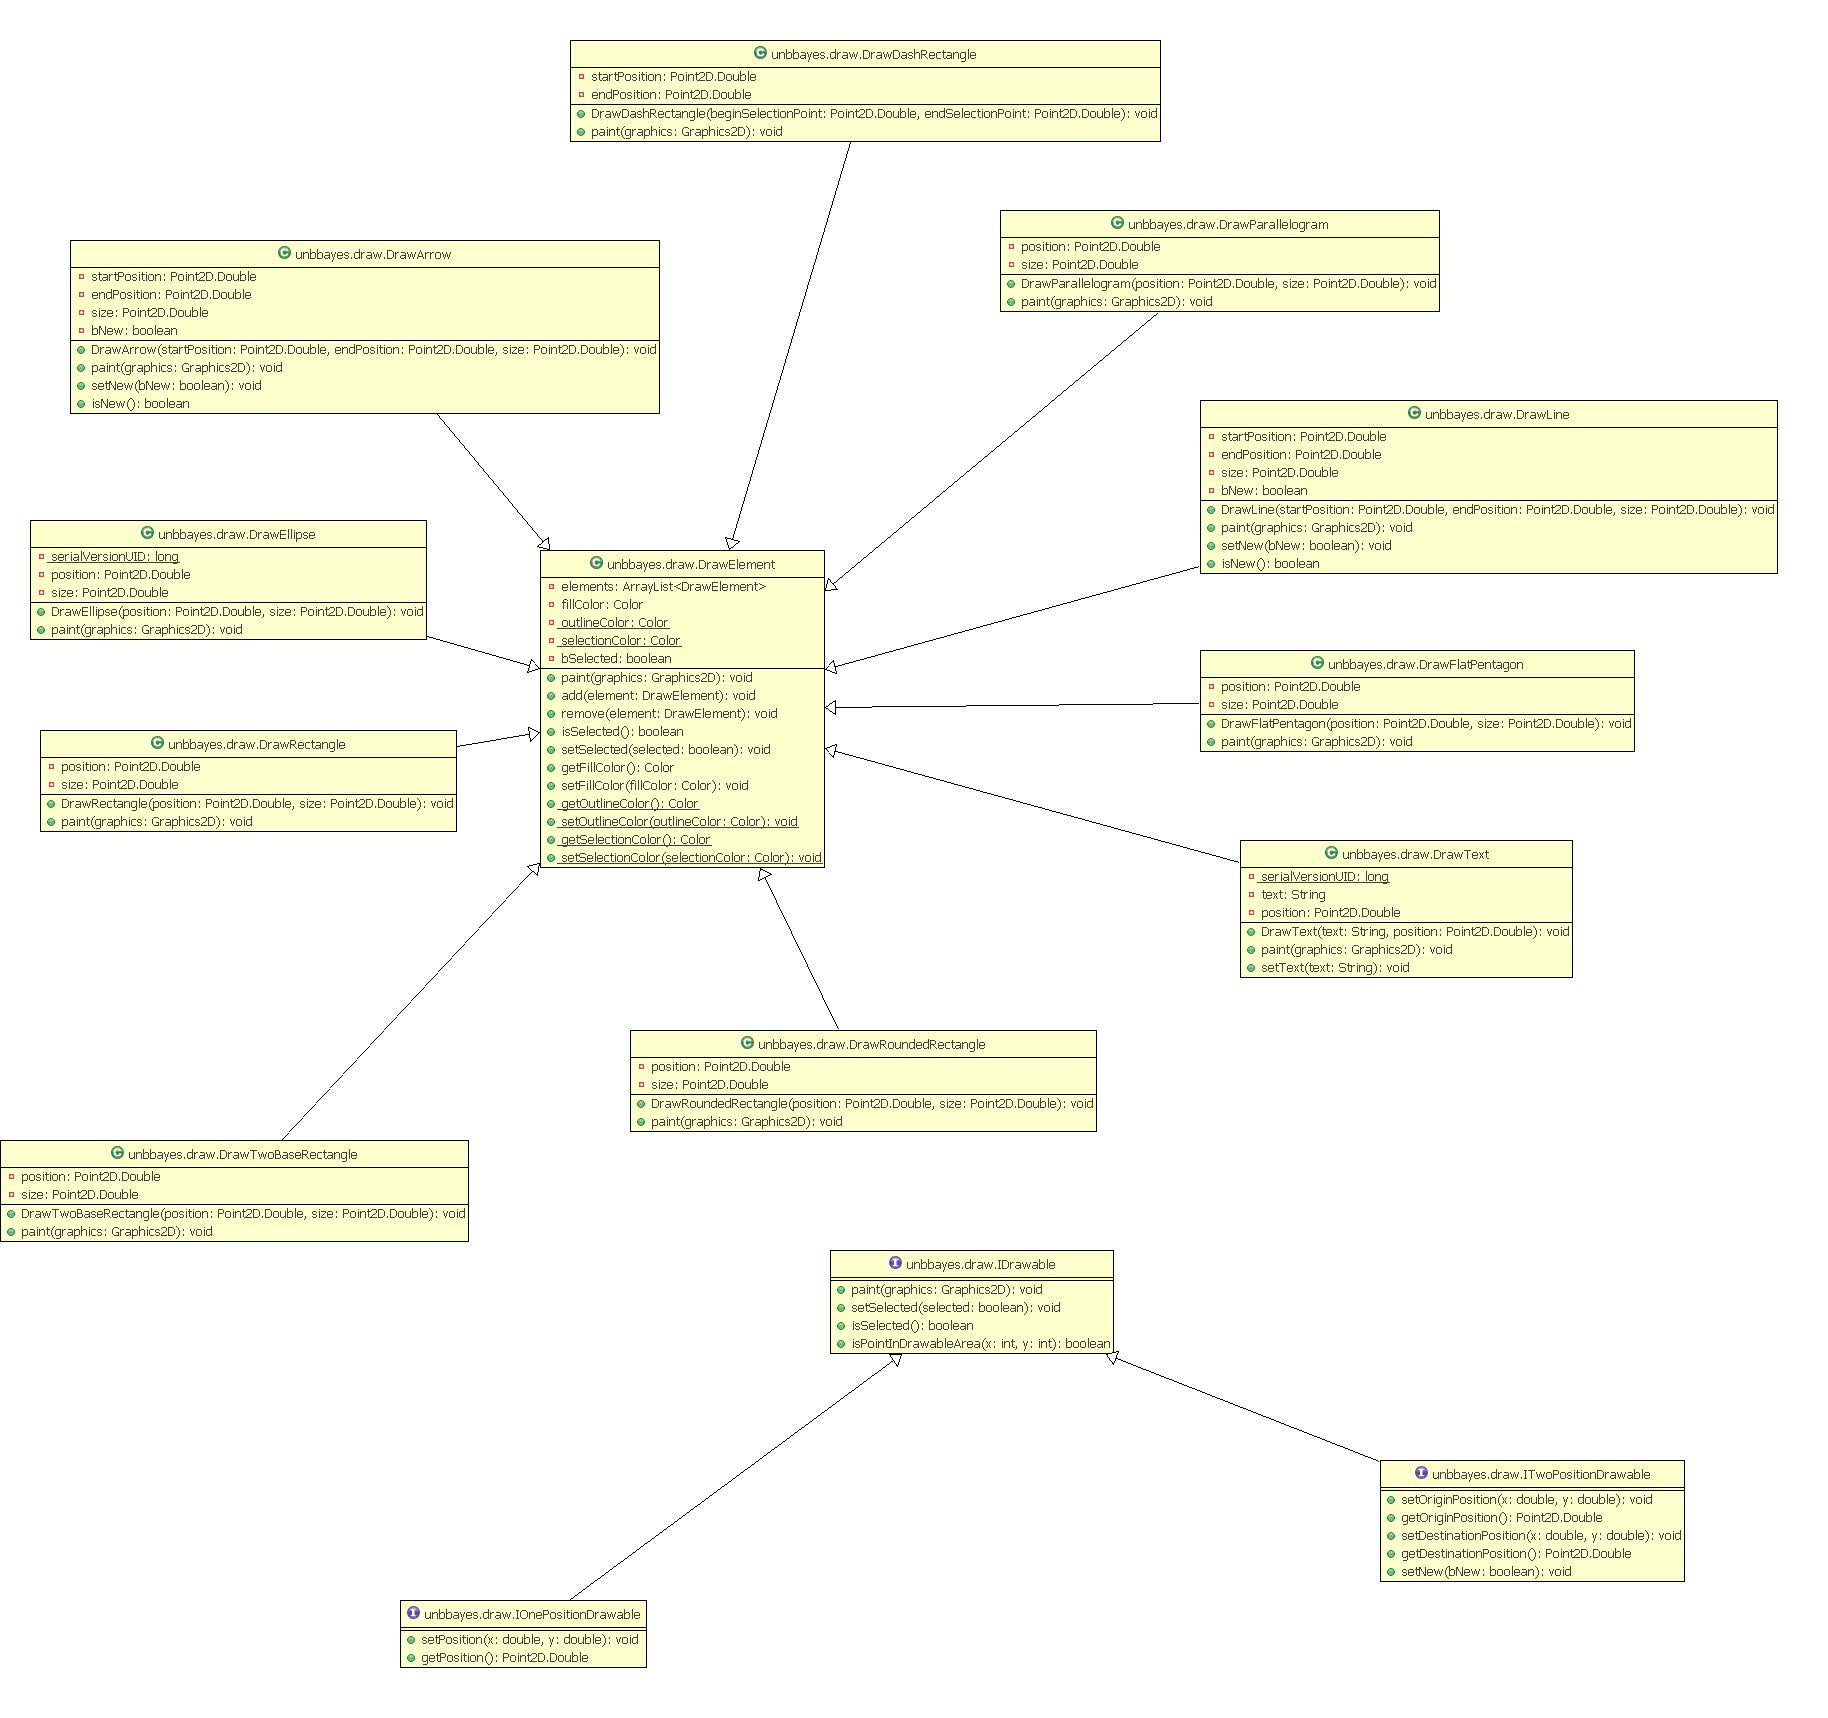 unbbayes.draw.DrawDashRectangle
startPosition: Point2D.Double
endPosition: Point2D.Double
DrawDashRectangle(beginSelectionPoint: Point2D.Double, endSelectionPoint: Point2D.Double): void
paint(graphics: Graphics2D): void
unbbayes.draw.DrawParallelogram
position: Point2D.Double
size: Point2D.Double
DrawParallelogram(position: Point2D.Double, size: Point2D.Double): void
paint(graphics: Graphics2D): void
unbbayes.draw.DrawArrow
startPosition: Point2D.Double
endPosition: Point2D.Double
size: Point2D.Double
bNew: boolean
DrawArrow(startPosition: Point2D.Double, endPosition: Point2D.Double, size: Point2D.Double): void
paint(graphics: Graphics2D): void
setNew(bNew: boolean): void
isNew(): boolean
unbbayes.draw.DrawLine
startPosition: Point2D.Double
endPosition: Point2D.Double
size: Point2D.Double
bNew: boolean
DrawLine(startPosition: Point2D.Double, endPosition: Point2D.Double, size: Point2D.Double): void
paint(graphics: Graphics2D): void
setNew(bNew: boolean): void
isNew(): boolean
unbbayes.draw.DrawEllipse
serialVersionUID: long
position: Point2D.Double
size: Point2D.Double
DrawEllipse(position: Point2D.Double, size: Point2D.Double): void
paint(graphics: Graphics2D): void
unbbayes.draw.DrawElement
elements: ArrayList<DrawElement>
fillColor: Color
outlineColor: Color
selectionColor: Color
bSelected: boolean
paint(graphics: Graphics2D): void
add(element: DrawElement): void
remove(element: DrawElement): void
isSelected(): boolean
setSelected(selected: boolean): void
getFillColor(): Color
setFillColor(fillColor: Color): void
getOutlineColor(): Color
setOutlineColor(outlineColor: Color): void
getSelectionColor(): Color
setSelectionColor(selectionColor: Color): void
unbbayes.draw.DrawFlatPentagon
position: Point2D.Double
size: Point2D.Double
DrawFlatPentagon(position: Point2D.Double, size: Point2D.Double): void
paint(graphics: Graphics2D): void
unbbayes.draw.DrawRectangle
position: Point2D.Double
size: Point2D.Double
DrawRectangle(position: Point2D.Double, size: Point2D.Double): void
paint(graphics: Graphics2D): void
unbbayes.draw.DrawText
serialVersionUID: long
text: String
position: Point2D.Double
DrawText(text: String, position: Point2D.Double): void
paint(graphics: Graphics2D): void
setText(text: String): void
unbbayes.draw.DrawRoundedRectangle
position: Point2D.Double
size: Point2D.Double
DrawRoundedRectangle(position: Point2D.Double, size: Point2D.Double): void
paint(graphics: Graphics2D): void
unbbayes.draw.DrawTwoBaseRectangle
position: Point2D.Double
size: Point2D.Double
DrawTwoBaseRectangle(position: Point2D.Double, size: Point2D.Double): void
paint(graphics: Graphics2D): void
unbbayes.draw.IDrawable
paint(graphics: Graphics2D): void
setSelected(selected: boolean): void
isSelected(): boolean
isPointInDrawableArea(x: int, y: int): boolean
unbbayes.draw.ITwoPositionDrawable
setOriginPosition(x: double, y: double): void
getOriginPosition(): Point2D.Double
setDestinationPosition(x: double, y: double): void
getDestinationPosition(): Point2D.Double
setNew(bNew: boolean): void
unbbayes.draw.IOnePositionDrawable
setPosition(x: double, y: double): void
getPosition(): Point2D.Double